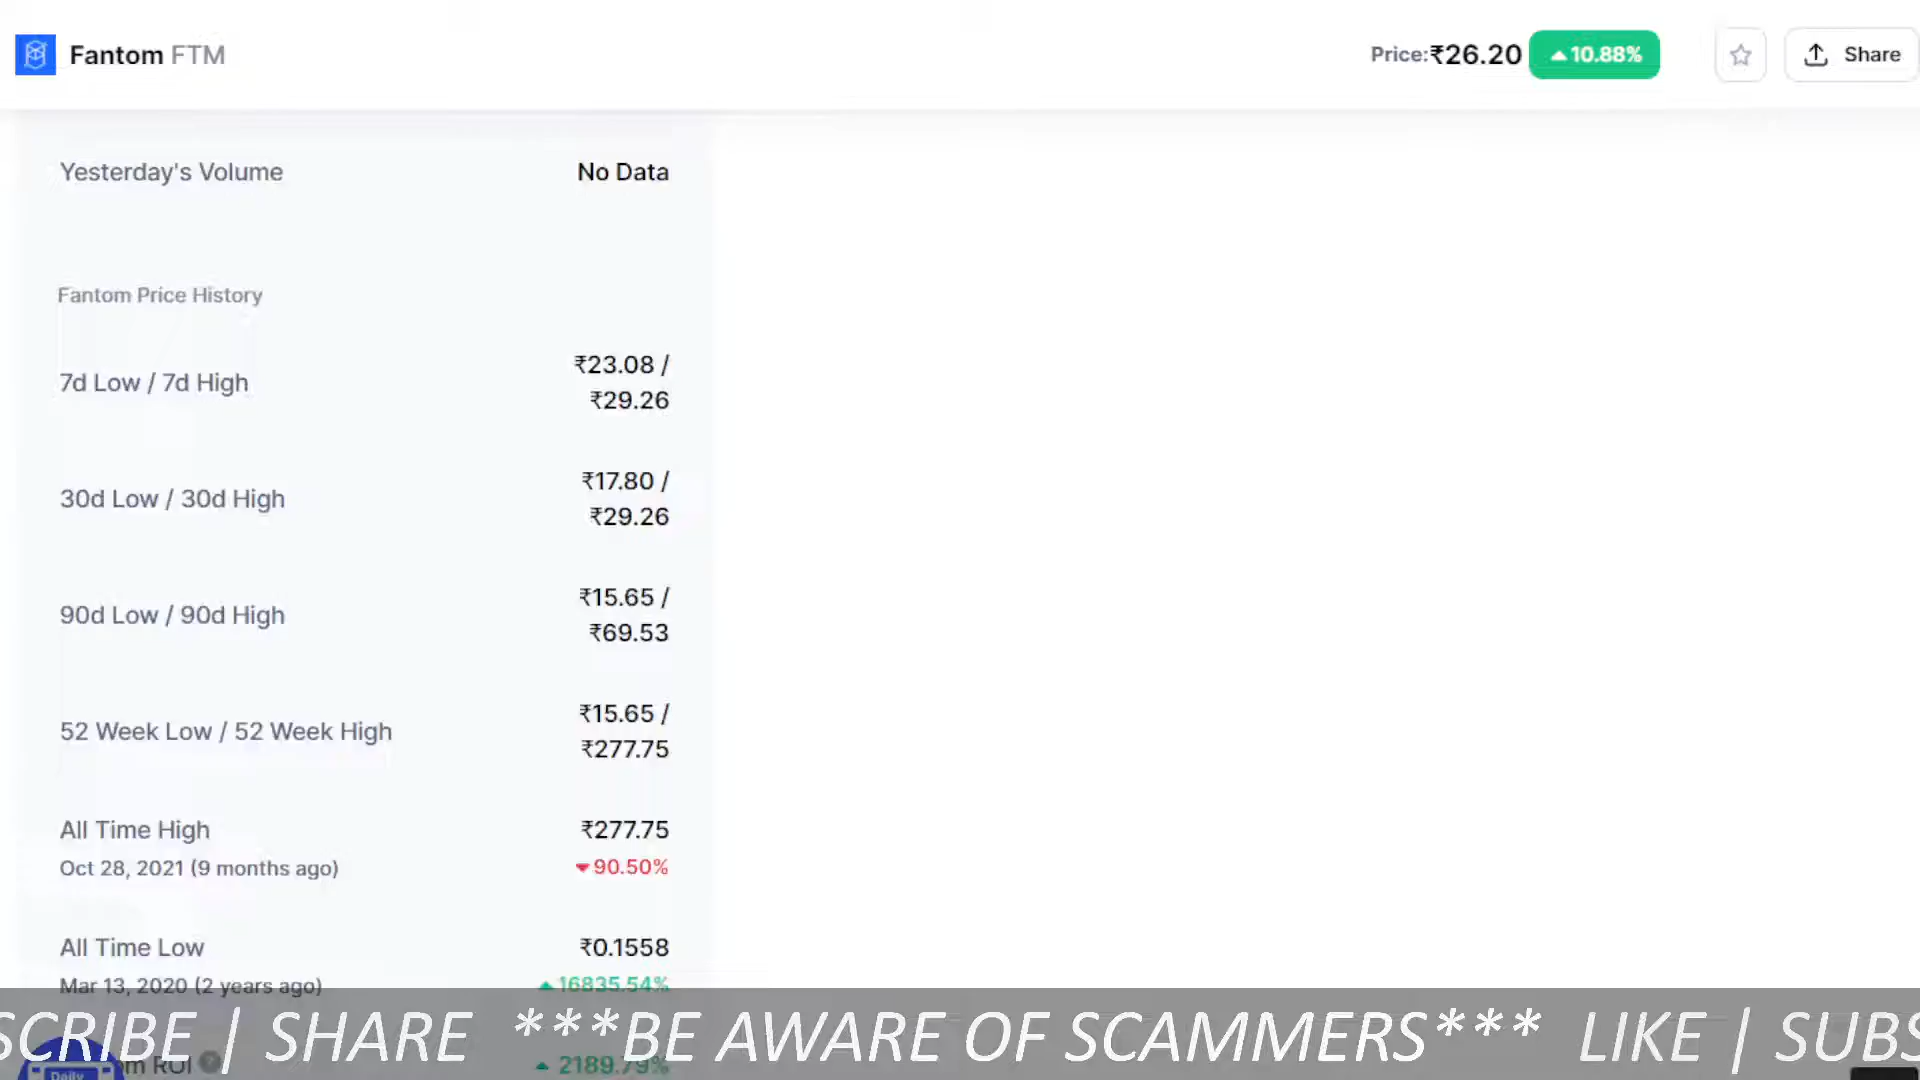 Fantom FTM
Price:₹26.20 10.88%
Share
Yesterday's Volume No Data
Fantom Price History
7d Low / 7d High ₹23.08 /
₹29.26
30d Low / 30d High ₹17.80 /
₹29.26
90d Low / 90d High ₹15.65 /
₹69.53
52 Week Low / 52 Week High ₹15.65 /
₹277.75
All Time High ₹277.75
Oct 28, 2021 (9 months ago) 90.50%
All Time Low ₹0.1558
Mar 13, 2020 (2 years ago) 16835.54%
SCRIBE | SHARE ***BE AWARE OF SCAMMERS*** LIKE | SUBS
om ROI 2189.79%
Daily